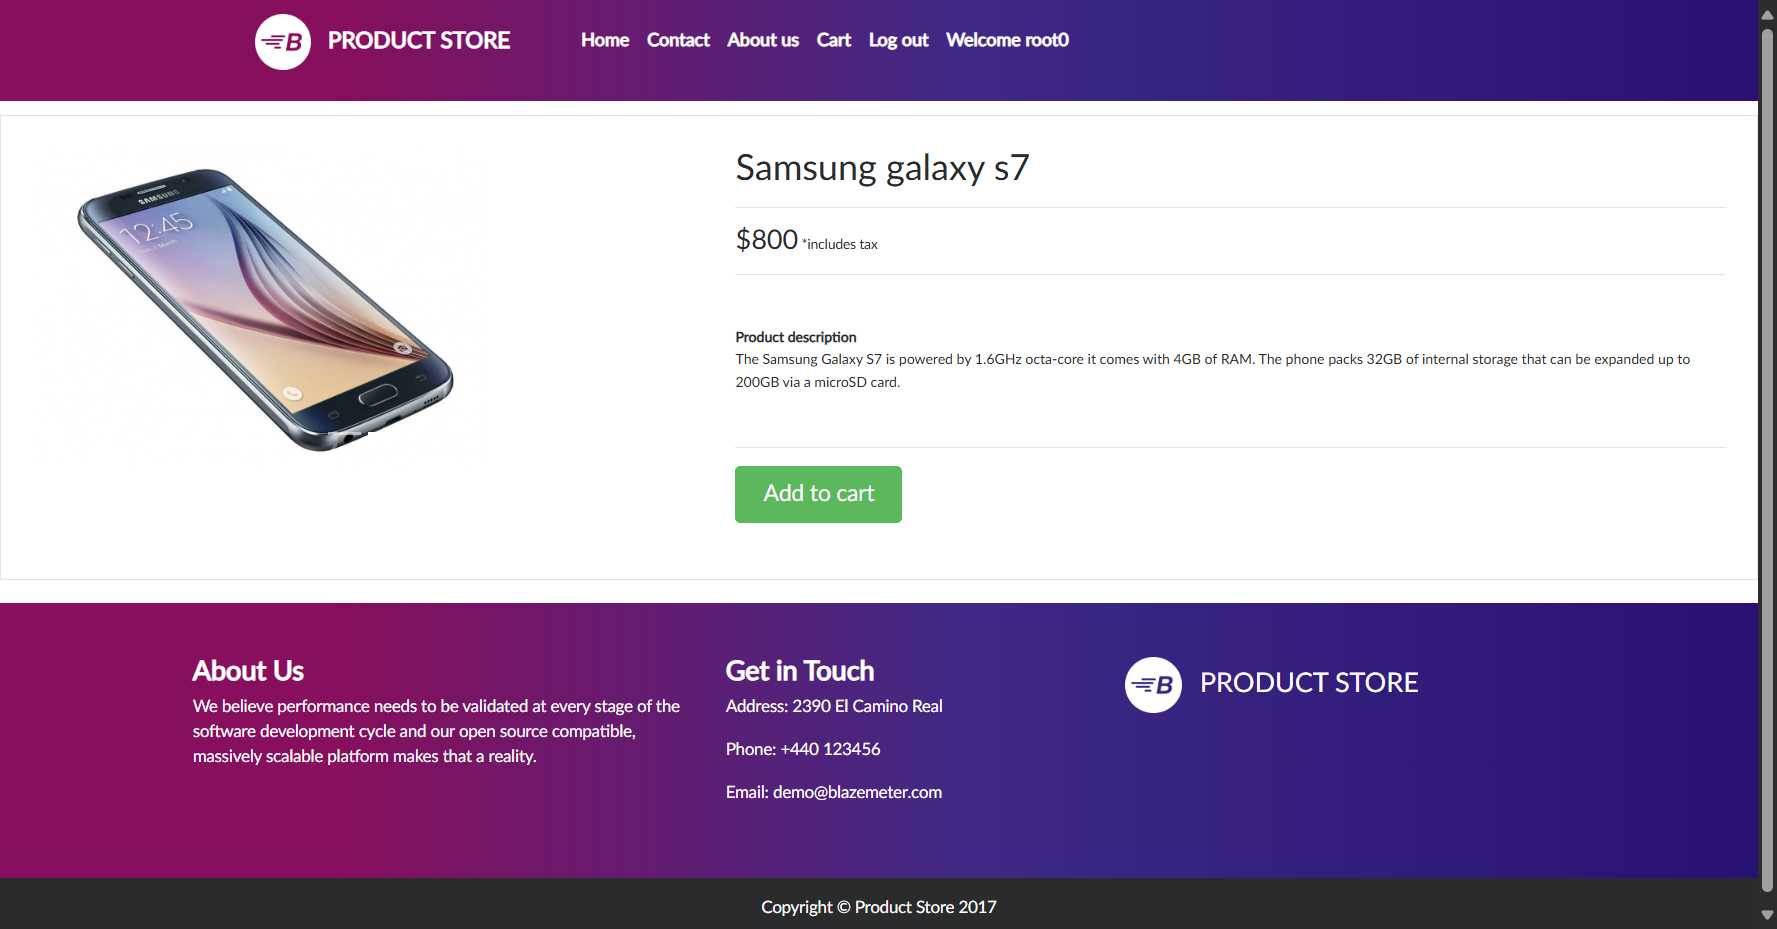 B PRODUCT STORE Home Contact About us Cart Log out Welcome root0
Samsung galaxy s7
SAMSUNG
12:45
$800 *includes tax
Product description
The Samsung Galaxy S7 is powered by 1.6GHz octa-core it comes with 4GB of RAM. The phone packs 32GB of internal storage that can be expanded up to
200GB via a microSD card.
Add to cart
About Us
We believe performance needs to be validated at every stage of the
software development cycle and our open source compatible,
massively scalable platform makes that a reality.
Get in Touch
Address: 2390 El Camino Real
Phone: +440 123456
Email: demo@blazemeter.com
B PRODUCT STORE
Copyright © Product Store 2017